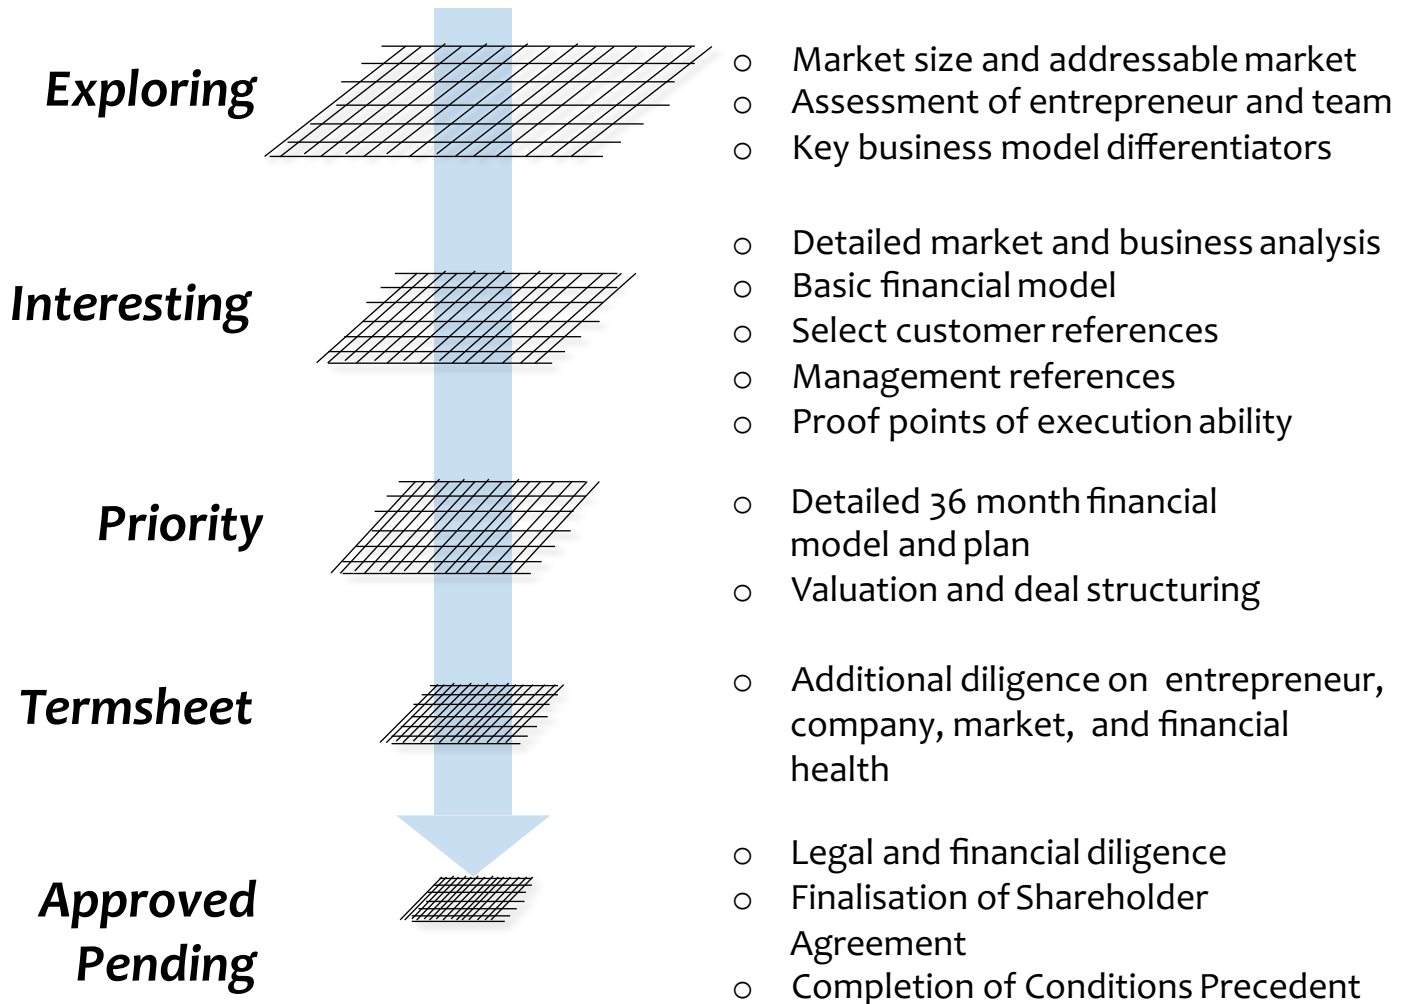 Exploring
○ Market size and addressable market
○ Assessment of entrepreneur and team
○ Key business model differentiators
Interesting
○ Detailed market and business analysis
○ Basic financial model
○ Select customer references
○ Management references
○ Proof points of execution ability
Priority
○ Detailed 36 month financial
model and plan
○ Valuation and deal structuring
Termsheet
○ Additional diligence on entrepreneur,
company, market, and financial
health
Approved
Pending
○ Legal and financial diligence
○ Finalisation of Shareholder
Agreement
○ Completion of Conditions Precedent